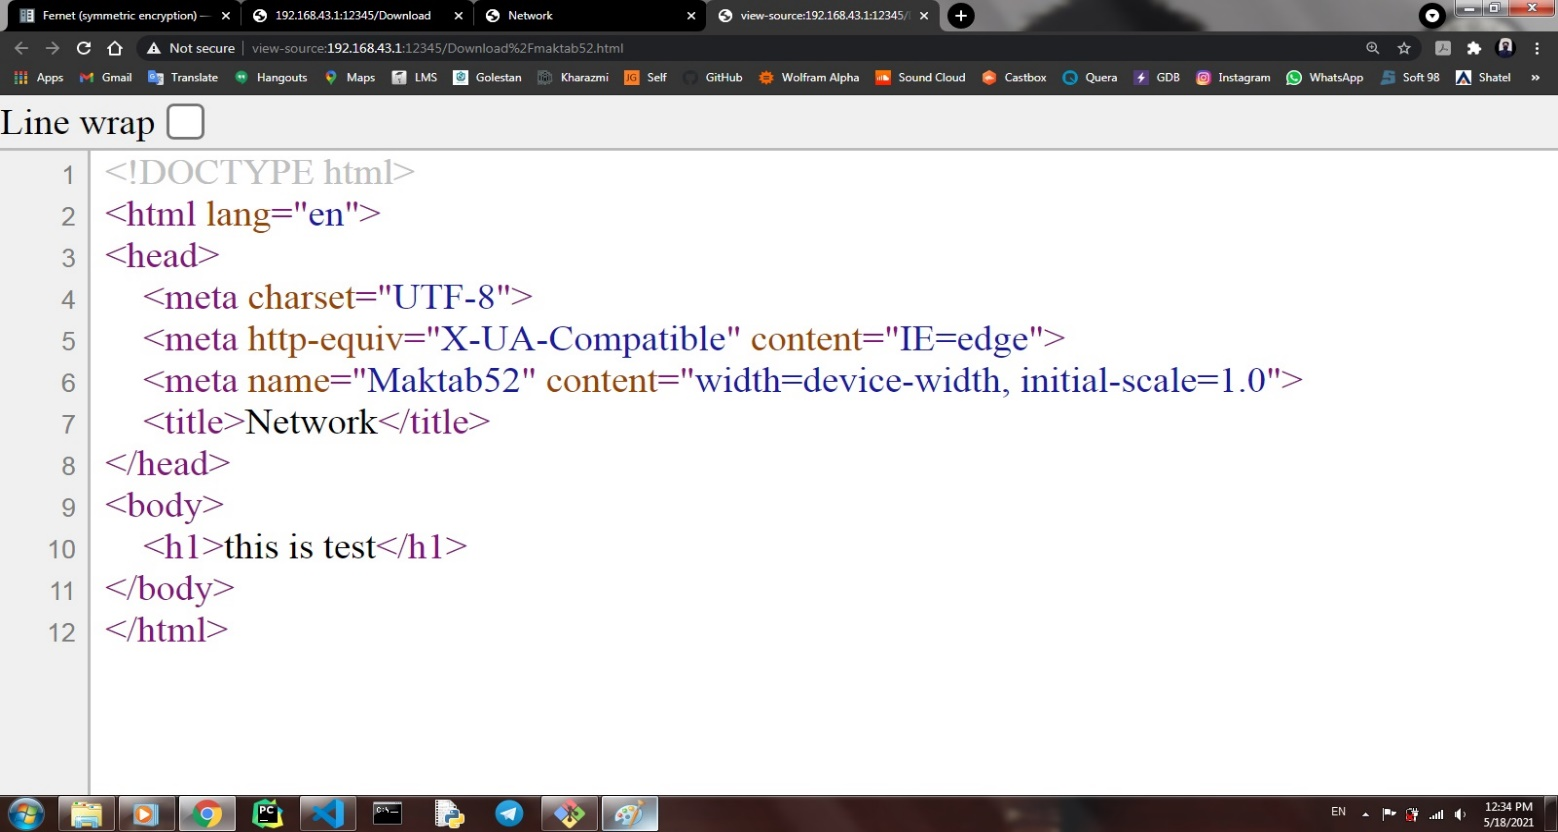 Fernet (symmetric encryption) —
192.168.43.1:12345/Download
Network
view-source:192.168.43.1:12345/
Not secure | view-source:192.168.43.1:12345/Download%2Fmaktab52.html
Apps Gmail Translate Hangouts Maps LMS Golestan Kharazmi JG Self GitHub Wolfram Alpha Sound Cloud Castbox Quera GDB Instagram WhatsApp Soft 98 Shatel »
Line wrap
1 <!DOCTYPE html>
2 <html lang="en">
3 <head>
4 <meta charset="UTF-8">
5 <meta http-equiv="X-UA-Compatible" content="IE=edge">
6 <meta name="Maktab52" content="width=device-width, initial-scale=1.0">
7 <title>Network</title>
8 </head>
9 <body>
10 <h1>this is test</h1>
11 </body>
12 </html>
PC
C:\_
EN
12:34 PM
5/18/2021